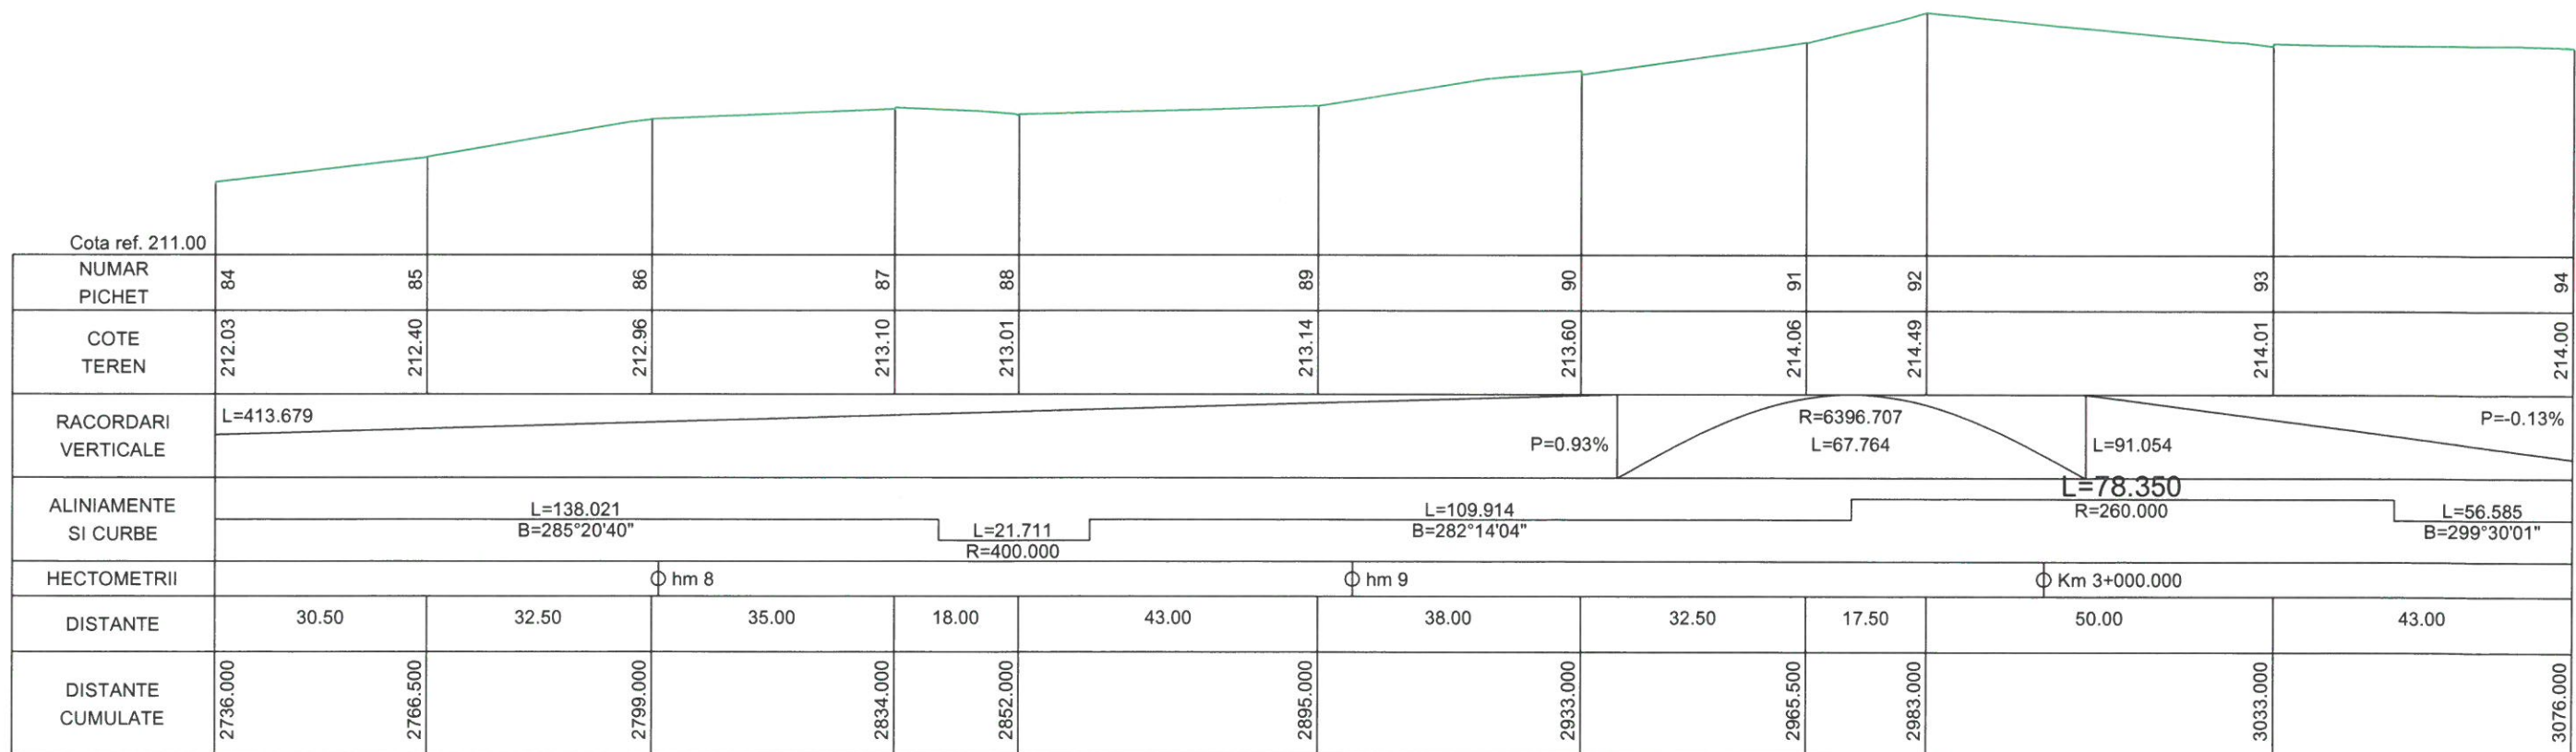 Cota ref. 211.00
NUMAR
PICHET
84
85
86
87
88
89
90
91
92
93
94
COTE
TEREN
212.03
212.40
212.96
213.10
213.01
213.14
213.60
214.06
214.49
214.01
214.00
RACORDARI
VERTICALE
L=413.679
P=0.93%
R=6396.707
L=67.764
L=91.054
P=-0.13%
ALINIAMENTE
SI CURBE
L=138.021
B=285°20'40"
L=21.711
R=400.000
L=109.914
B=282°14'04"
L=78.350
R=260.000
L=56.585
B=299°30'01"
HECTOMETRII
hm 8
hm 9
Km 3+000.000
DISTANTE
30.50
32.50
35.00
18.00
43.00
38.00
32.50
17.50
50.00
43.00
DISTANTE
CUMULATE
2736.000
2766.500
2799.000
2834.000
2852.000
2895.000
2933.000
2965.500
2983.000
3033.000
3076.000